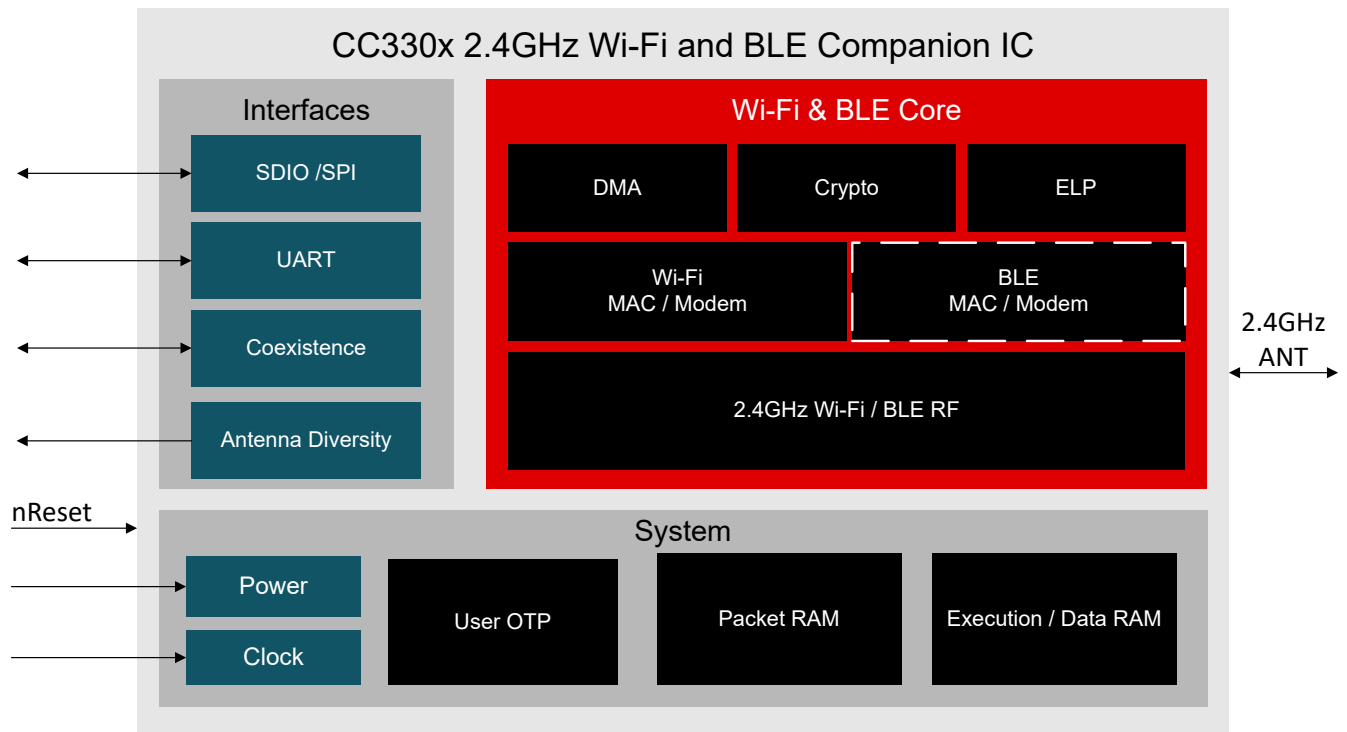 CC330x 2.4GHz Wi-Fi and BLE Companion IC
Interfaces
SDIO /SPI
UART
Coexistence
Antenna Diversity
Wi-Fi & BLE Core
DMA
Crypto
ELP
Wi-Fi
MAC / Modem
BLE
MAC / Modem
2.4GHz Wi-Fi / BLE RF
2.4GHz
ANT
nReset
System
Power
Clock
User OTP
Packet RAM
Execution / Data RAM